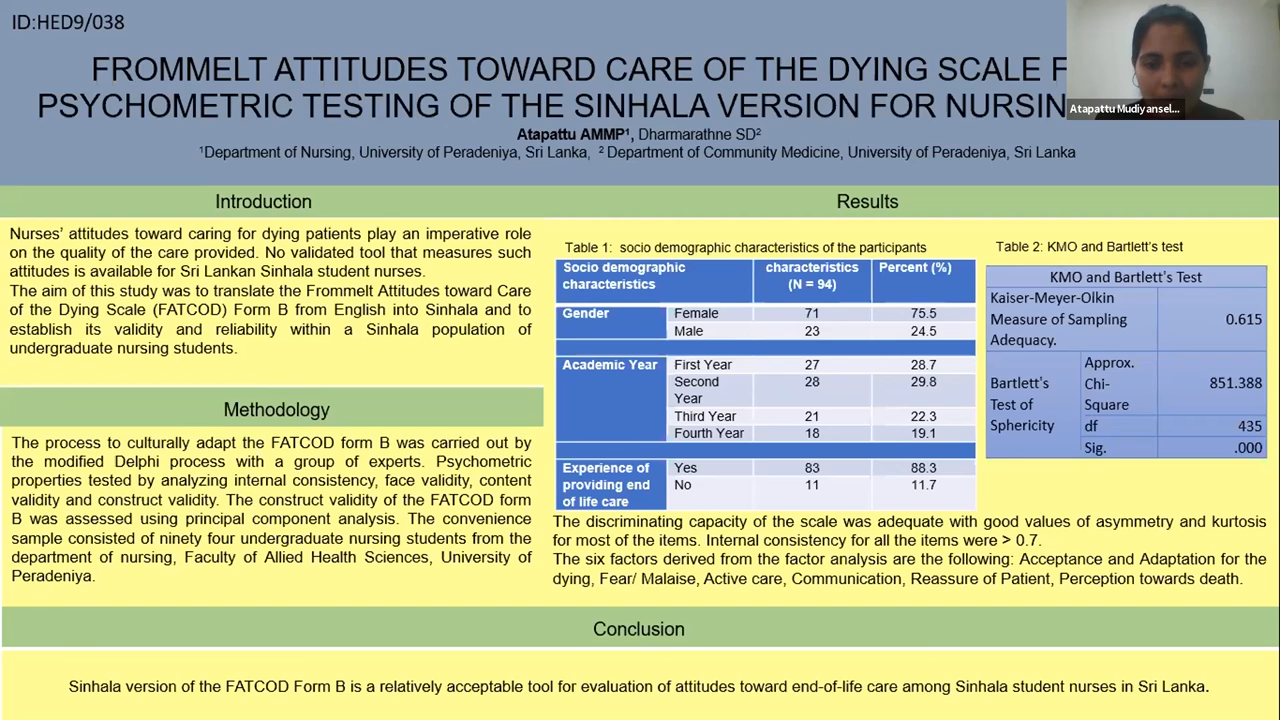 ID:HED9/038
FROMMELT ATTITUDES TOWARD CARE OF THE DYING SCALE
PSYCHOMETRIC TESTING OF THE SINHALA VERSION FOR
Atapattu Mudiyansel...
Atapattu AMMP¹, Dharmarathne SD²
¹Department of Nursing, University of Peradeniya, Sri Lanka, ² Department of Community Medicine, University of Peradeniya, Sri Lanka
Introduction
Nurses' attitudes toward caring for dying patients play an imperative role
on the quality of the care provided. No validated tool that measures such
attitudes is available for Sri Lankan Sinhala student nurses.
The aim of this study was to translate the Frommelt Attitudes toward Care
of the Dying Scale (FATCOD) Form B from English into Sinhala and to
establish its validity and reliability within a Sinhala population of
undergraduate nursing students.
Methodology
The process to culturally adapt the FATCOD form B was carried out by
the modified Delphi process with a group of experts. Psychometric
properties tested by analyzing internal consistency, face validity, content
validity and construct validity. The construct validity of the FATCOD form
B was assessed using principal component analysis. The convenience
sample consisted of ninety four undergraduate nursing students from the
department of nursing, Faculty of Allied Health Sciences, University of
Peradeniya.
Results
Table 1: socio demographic characteristics of the participants
Socio demographic characteristics Percent (%)
characteristics (N = 94)
Gender Female 71 75.5
Male 23 24.5
Academic Year First Year 27 28.7
Second 28 29.8
Year
Third Year 21 22.3
Fourth Year 18 19.1
Experience of Yes 83 88.3
providing end No 11 11.7
of life care
Table 2: KMO and Bartlett's test
KMO and Bartlett's Test
Kaiser-Meyer-Olkin
Measure of Sampling 0.615
Adequacy.
Approx.
Bartlett's Chi- 851.388
Test of Square
Sphericity df 435
Sig. .000
The discriminating capacity of the scale was adequate with good values of asymmetry and kurtosis
for most of the items. Internal consistency for all the items were > 0.7.
The six factors derived from the factor analysis are the following: Acceptance and Adaptation for the
dying, Fear/ Malaise, Active care, Communication, Reassure of Patient, Perception towards death.
Conclusion
Sinhala version of the FATCOD Form B is a relatively acceptable tool for evaluation of attitudes toward end-of-life care among Sinhala student nurses in Sri Lanka.